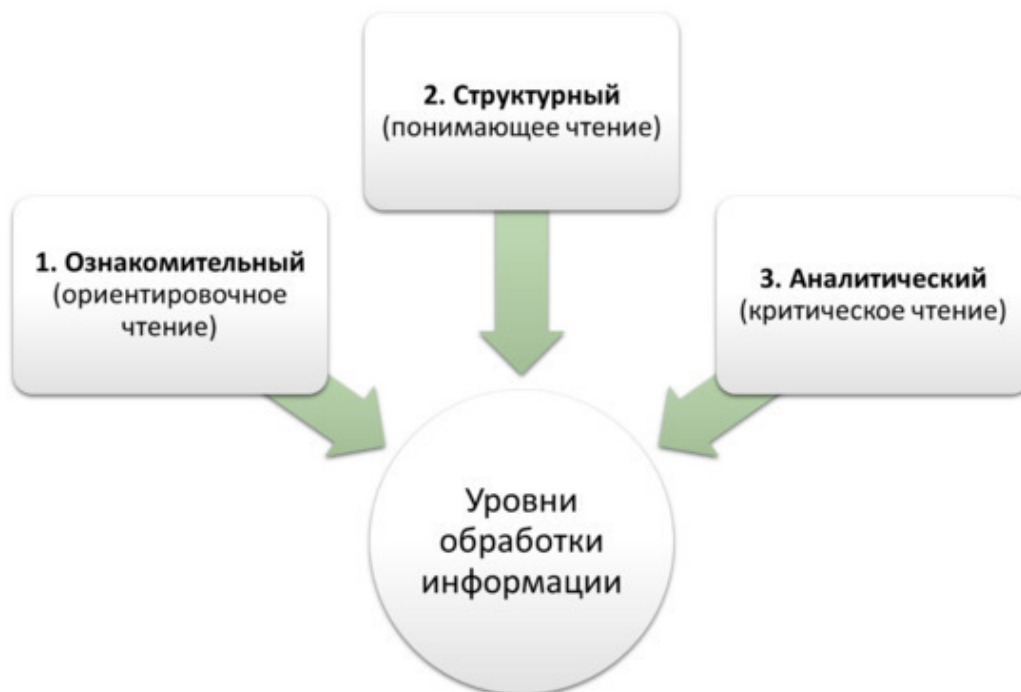 1. Ознакомительный
(ориентировочное
чтение)
2. Структурный
(понимающее чтение)
3. Аналитический
(критическое чтение)
Уровни
обработки
информации